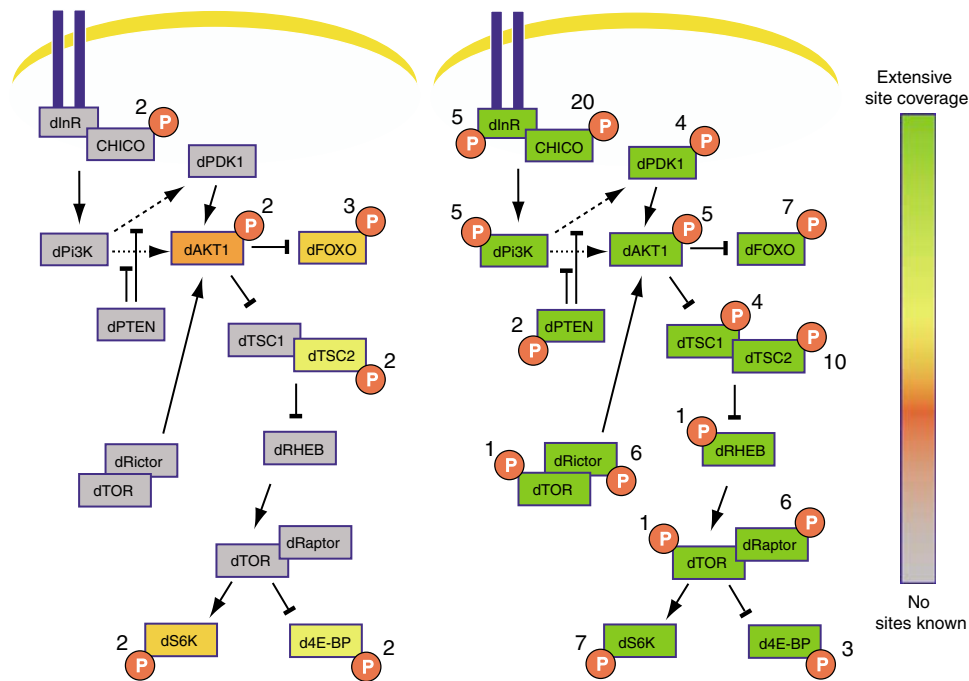 2
dInR
P
CHICO
dPDK1
2
P
3
P
dPi3K
dAKT1
dFOXO
dPTEN
dTSC1
dTSC2
2
P
dRictor
dTOR
dRHEB
dRaptor
dTOR
2
dS6K
P
d4E-BP
2
P
5
dInR
P
20
P
CHICO
4
P
dPDK1
5
P
dPi3K
P
5
dAKT1
7
P
dFOXO
2
dPTEN
P
4
P
dTSC1
P
dTSC2
10
1
P
dRHEB
1
P
dRictor
6
dTOR
P
1
P
6
P
dRaptor
dTOR
7
dS6K
P
d4E-BP
3
P
Extensive
site coverage
No
sites known